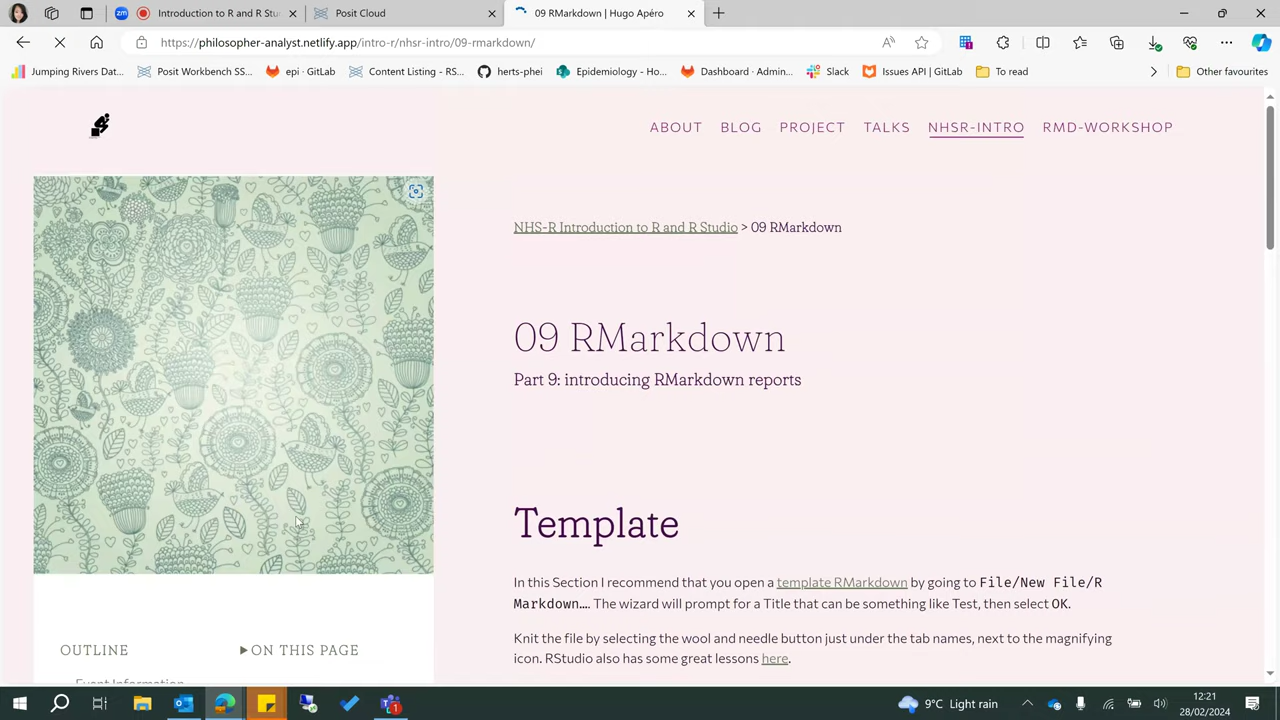 Introduction to R and R Stu
Posit Cloud
09 RMarkdown | Hugo Apéro
https://philosopher-analyst.netlify.app/intro-r/nhsr-intro/09-rmarkdown/
Jumping Rivers Dat...
Posit Workbench SS...
epi · GitLab
Content Listing - RS...
herts-phei
Epidemiology - Ho...
Dashboard · Admin...
Slack
Issues API | GitLab
To read
Other favourites
ABOUT BLOG PROJECT TALKS NHSR-INTRO RMD-WORKSHOP
NHS-R Introduction to R and R Studio > 09 RMarkdown
09 RMarkdown
Part 9: introducing RMarkdown reports
Template
In this Section I recommend that you open a template RMarkdown by going to File/New File/R
Markdown…. The wizard will prompt for a Title that can be something like Test, then select OK.
Knit the file by selecting the wool and needle button just under the tab names, next to the magnifying
icon. RStudio also has some great lessons here.
OUTLINE
ON THIS PAGE
Event Information
9°C Light rain
12:21
28/02/2024